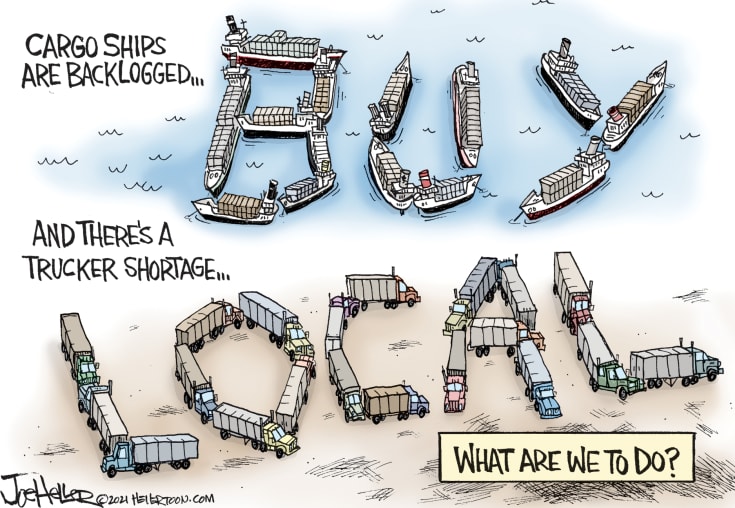 CARGO SHIPS
ARE BACKLOGGED...
BUY
AND THERE'S A
TRUCKER SHORTAGE...
LOCAL
WHAT ARE WE TO DO?
JOE HELLER © 2021 HELLERTOON.COM